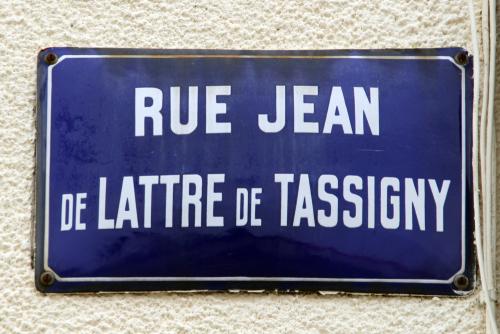 RUE JEAN
DE LATTRE DE TASSIGNY